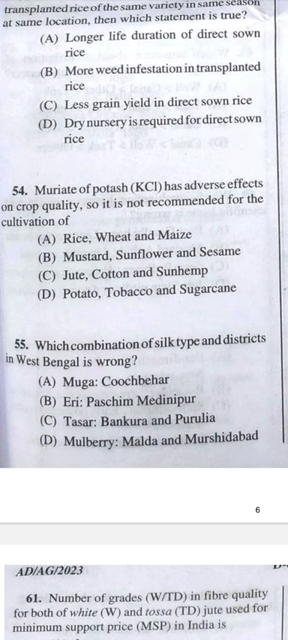 transplanted rice of the same variety in same season
at same location, then which statement is true?
(A) Longer life duration of direct sown
rice
(B) More weed infestation in transplanted
rice
(C) Less grain yield in direct sown rice
(D) Dry nursery is required for direct sown
rice
54. Muriate of potash (KCl) has adverse effects
on crop quality, so it is not recommended for the
cultivation of
(A) Rice, Wheat and Maize
(B) Mustard, Sunflower and Sesame
(C) Jute, Cotton and Sunhemp
(D) Potato, Tobacco and Sugarcane
55. Which combination of silk type and districts
in West Bengal is wrong?
(A) Muga: Coochbehar
(B) Eri: Paschim Medinipur
(C) Tasar: Bankura and Purulia
(D) Mulberry: Malda and Murshidabad
6
AD/AG/2023
61. Number of grades (W/TD) in fibre quality
for both of white (W) and tossa (TD) jute used for
minimum support price (MSP) in India is